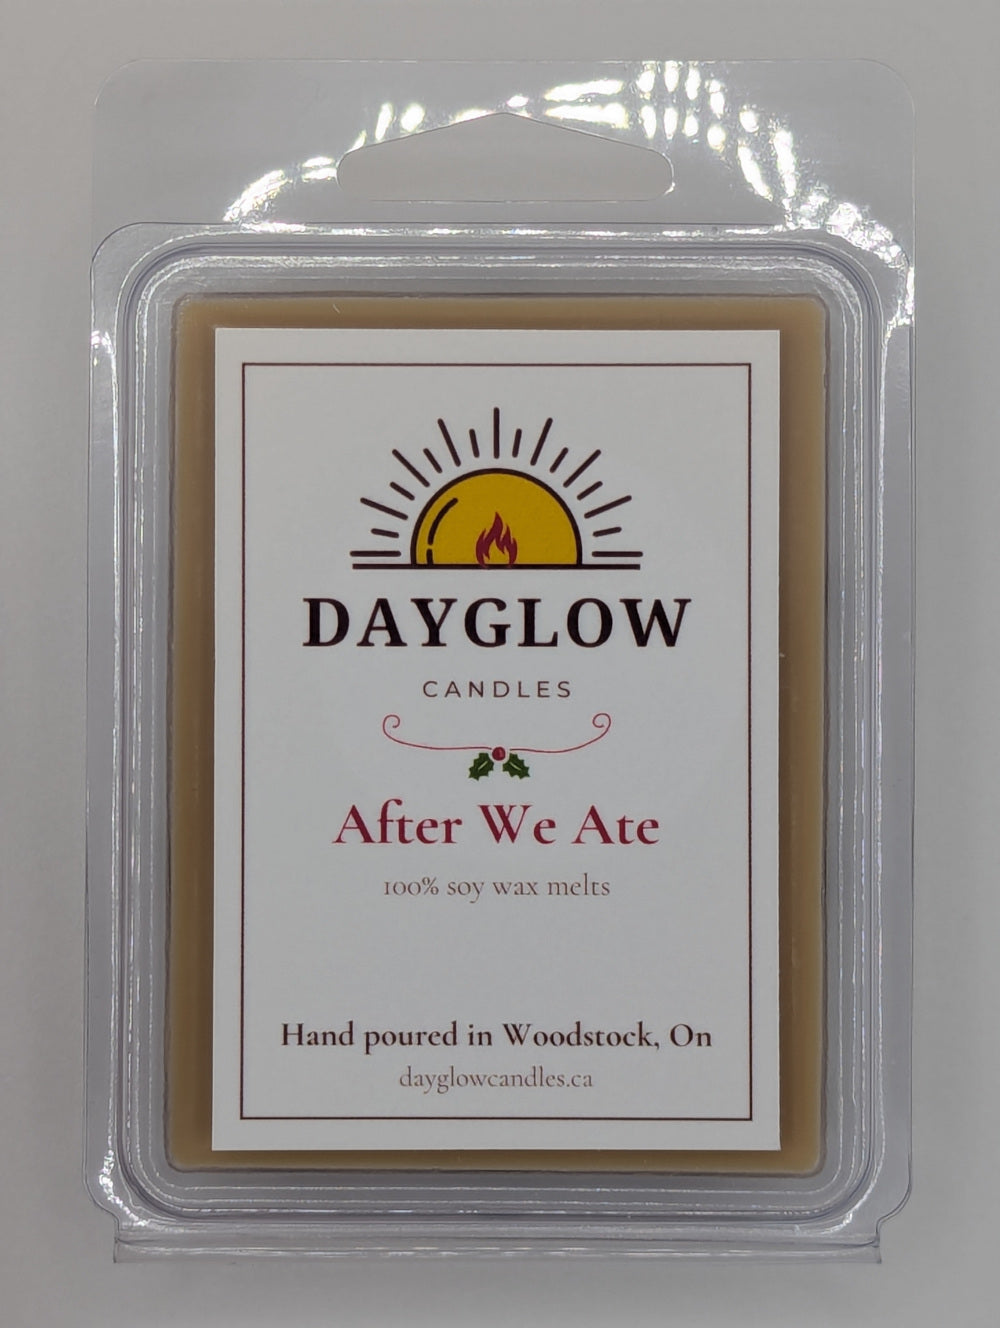 DAYGLOW
CANDLES
After We Ate
100% soy wax melts
Hand poured in Woodstock, On
dayglowcandles.ca